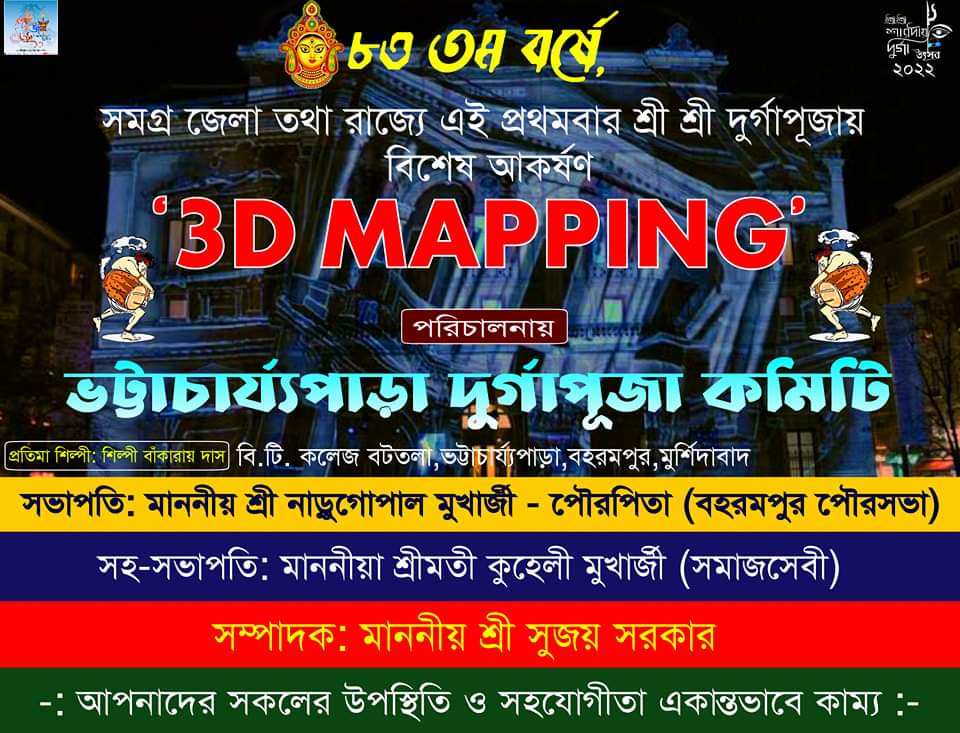 ৮৩ তম বর্ষে,
শ্রী শ্রী
শারদীয়
দুর্গা উৎসব
২০২২
সমগ্র জেলা তথা রাজ্যে এই প্রথমবার শ্রী শ্রী দুর্গাপূজায়
বিশেষ আকর্ষণ
‘3D MAPPING’
পরিচালনায়
ভট্টাচার্য্যপাড়া দুর্গাপূজা কমিটি
প্রতিমা শিল্পী: শিল্পী বাঁকারায় দাস বি.টি. কলেজ বটতলা,ভট্টাচার্য্যপাড়া,বহরমপুর,মুর্শিদাবাদ
সভাপতি: মাননীয় শ্রী নাড়ুগোপাল মুখার্জী - পৌরপিতা (বহরমপুর পৌরসভা)
সহ-সভাপতি: মাননীয়া শ্রীমতী কুহেলী মুখার্জী (সমাজসেবী)
সম্পাদক: মাননীয় শ্রী সুজয় সরকার
-: আপনাদের সকলের উপস্থিতি ও সহযোগীতা একান্তভাবে কাম্য :-